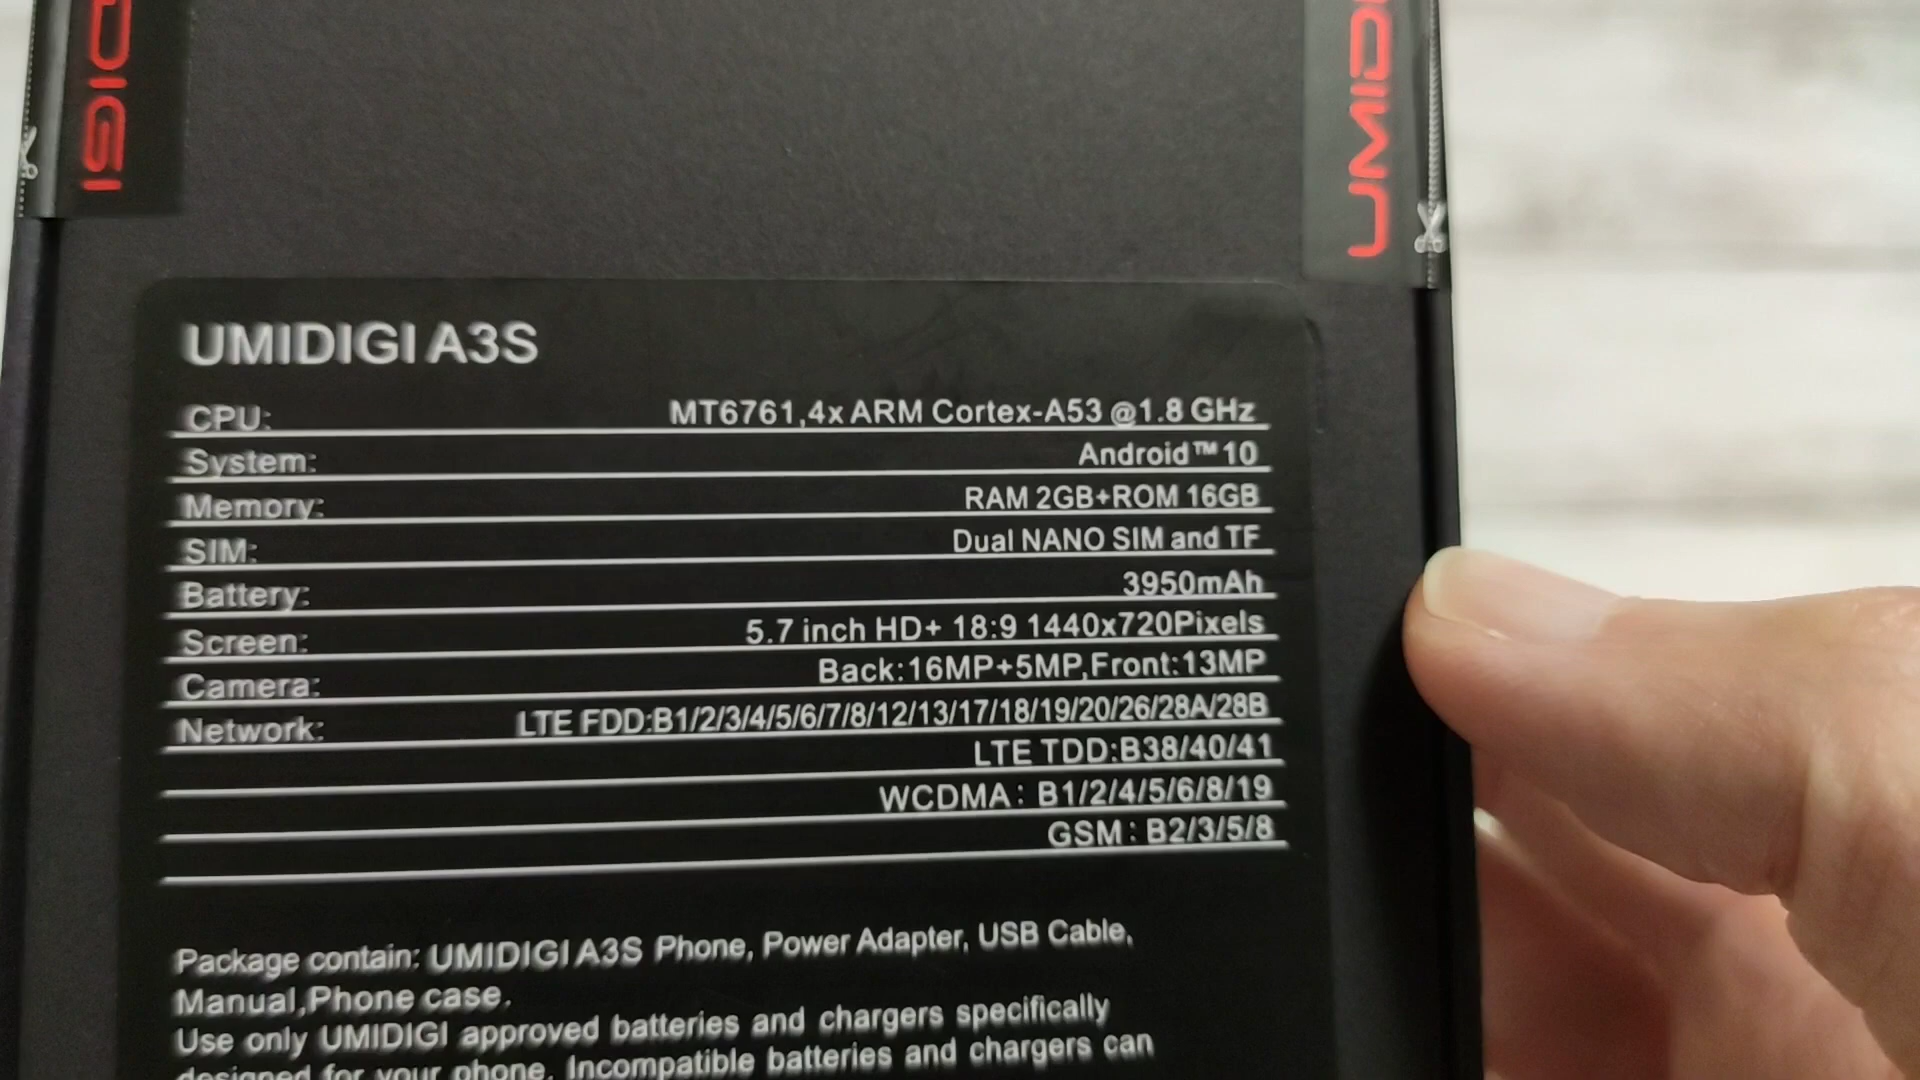 IDIGI
UMIDI
UMIDIGI A3S
CPU: MT6761,4x ARM Cortex-A53 @1.8 GHz
System: Android™ 10
Memory: RAM 2GB+ROM 16GB
SIM: Dual NANO SIM and TF
Battery: 3950mAh
Screen: 5.7 inch HD+ 18:9 1440x720Pixels
Camera: Back:16MP+5MP,Front:13MP
Network: LTE FDD:B1/2/3/4/5/6/7/8/12/13/17/18/19/20/26/28A/28B
LTE TDD:B38/40/41
WCDMA: B1/2/4/5/6/8/19
GSM: B2/3/5/8
Package contain: UMIDIGI A3S Phone, Power Adapter, USB Cable,
Manual,Phone case.
Use only UMIDIGI approved batteries and chargers specifically
designed for your phone. Incompatible batteries and chargers can